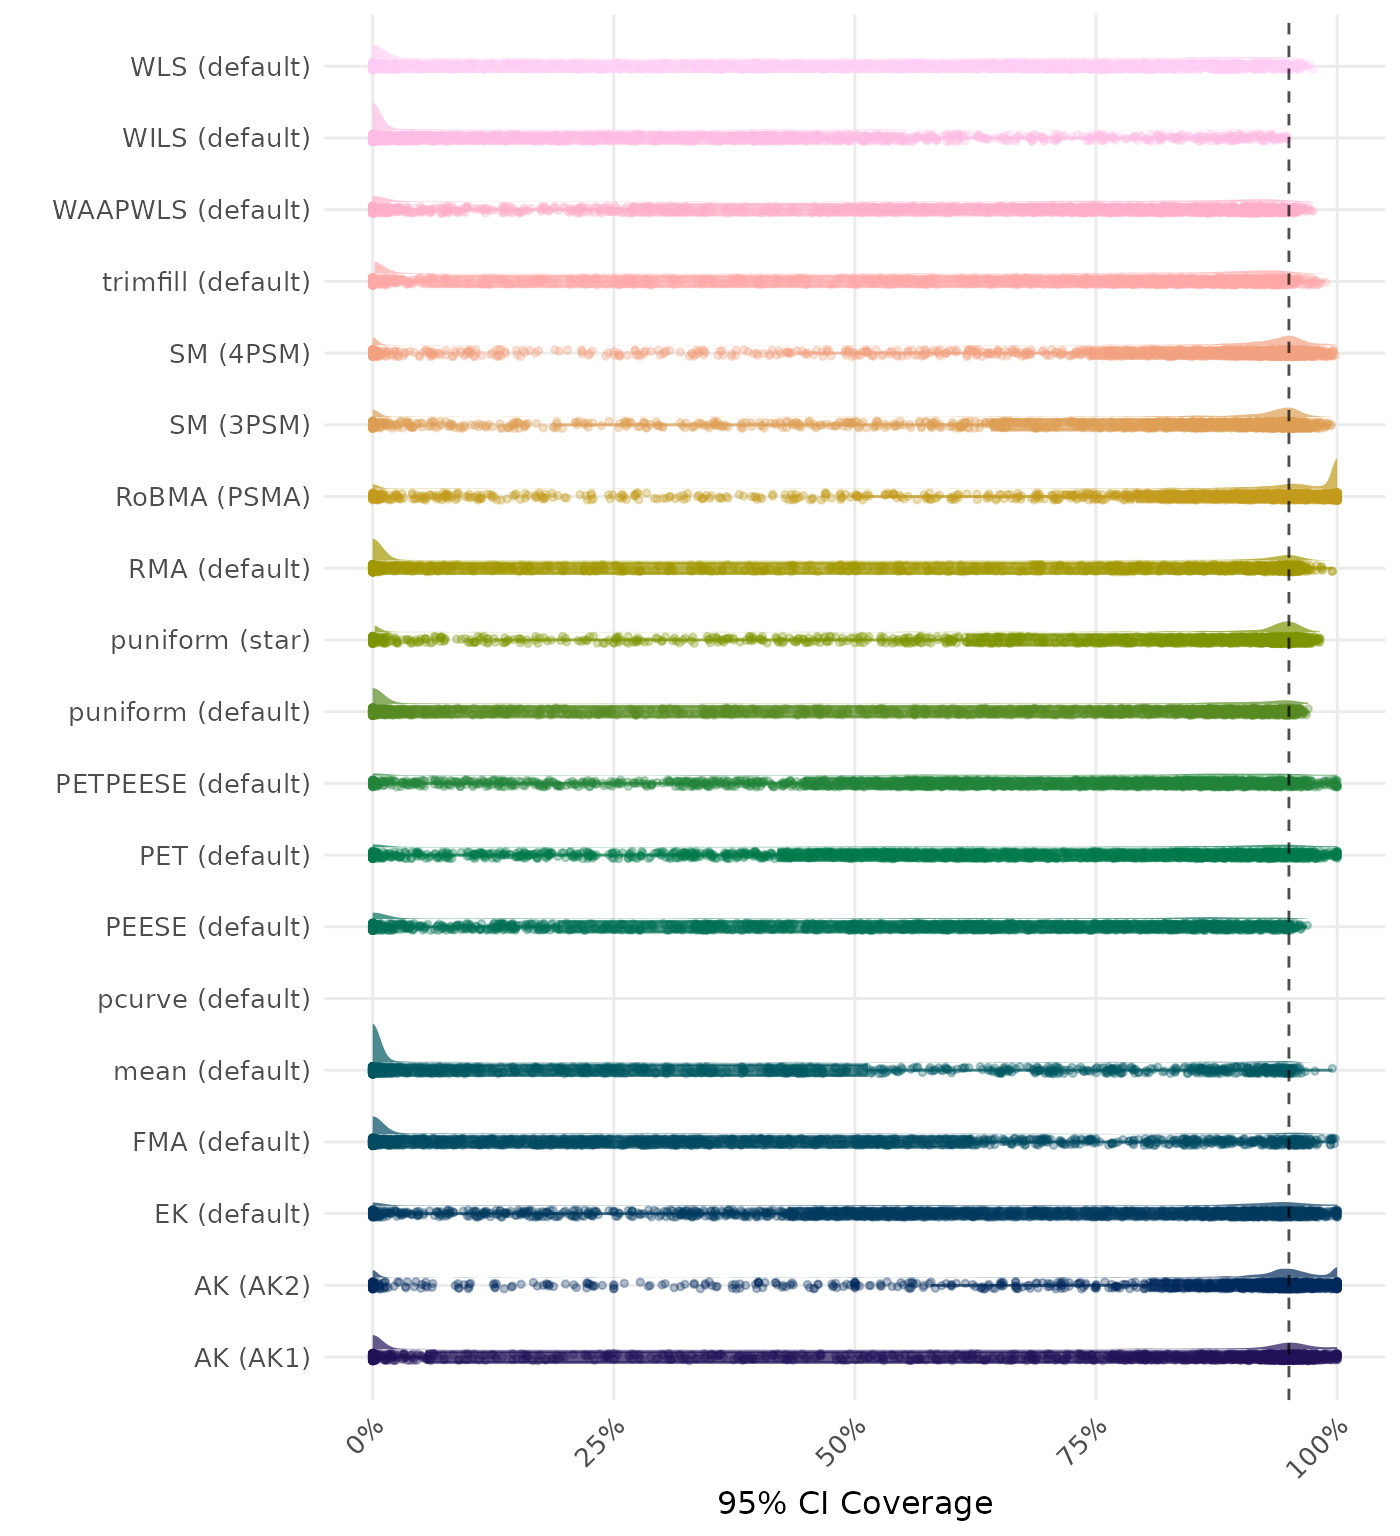 WLS (default)
WILS (default)
WAAPWLS (default)
trimfill (default)
SM (4PSM)
SM (3PSM)
RoBMA (PSMA)
RMA (default)
puniform (star)
puniform (default)
PETPEESE (default)
PET (default)
PEESE (default)
pcurve (default)
mean (default)
FMA (default)
EK (default)
AK (AK2)
AK (AK1)
0% 25% 50% 75% 100%
95% CI Coverage